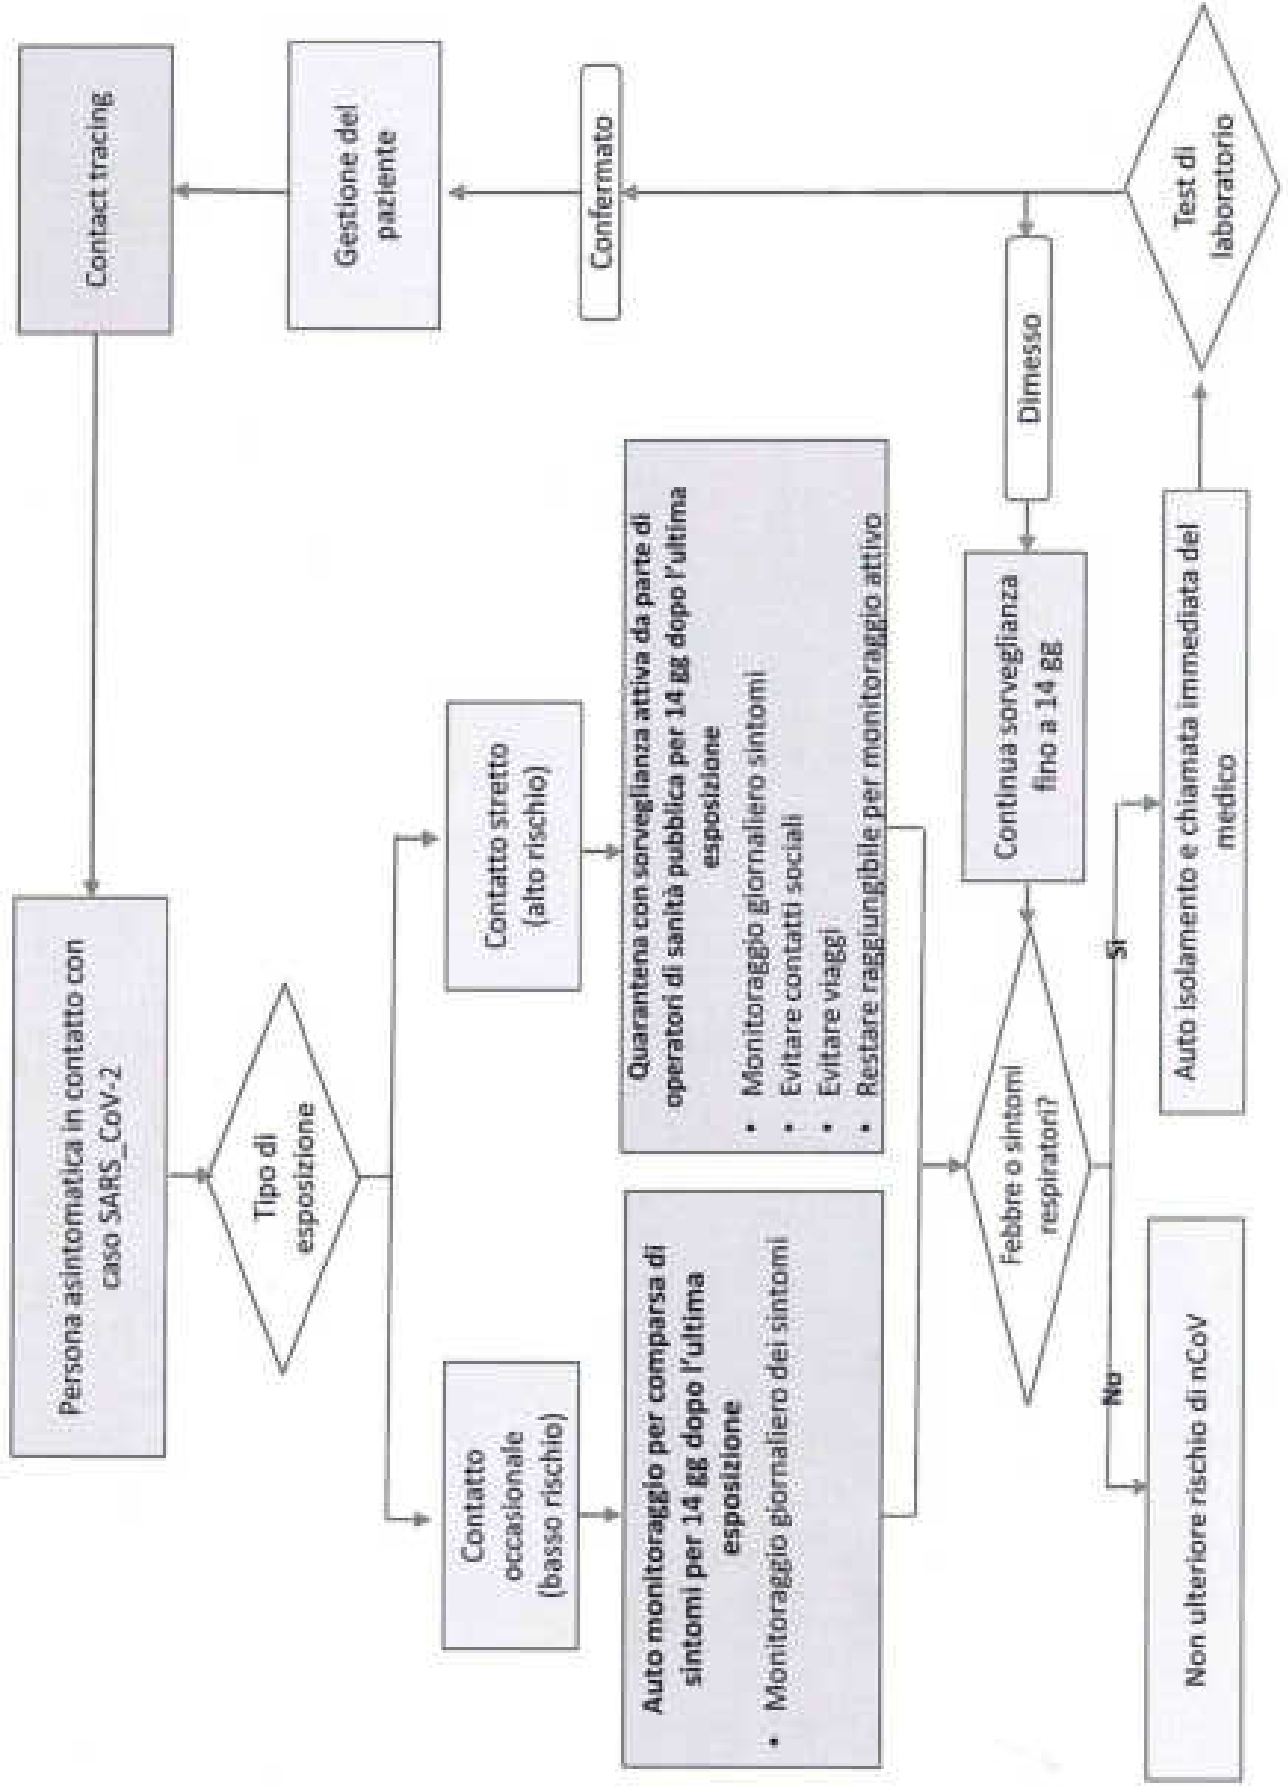 Persona asintomatica in contatto con
caso SARS_CoV-2
Contact tracing
Tipo di
esposizione
Gestione del
paziente
Contatto
occasionale
(basso rischio)
Contatto stretto
(alto rischio)
Confermato
Auto monitoraggio per comparsa di
sintomi per 14 gg dopo l'ultima
esposizione
• Monitoraggio giornaliero dei sintomi
Quarantena con sorveglianza attiva da parte di
operatori di sanità pubblica per 14 gg dopo l'ultima
esposizione
• Monitoraggio giornaliero sintomi
• Evitare contatti sociali
• Evitare viaggi
• Restare raggiungibile per monitoraggio attivo
Febbre o sintomi
respiratori?
Continua sorveglianza
fino a 14 gg
Dimesso
No
Sì
Non ulteriore rischio di nCoV
Auto isolamento e chiamata immediata del
medico
Test di
laboratorio